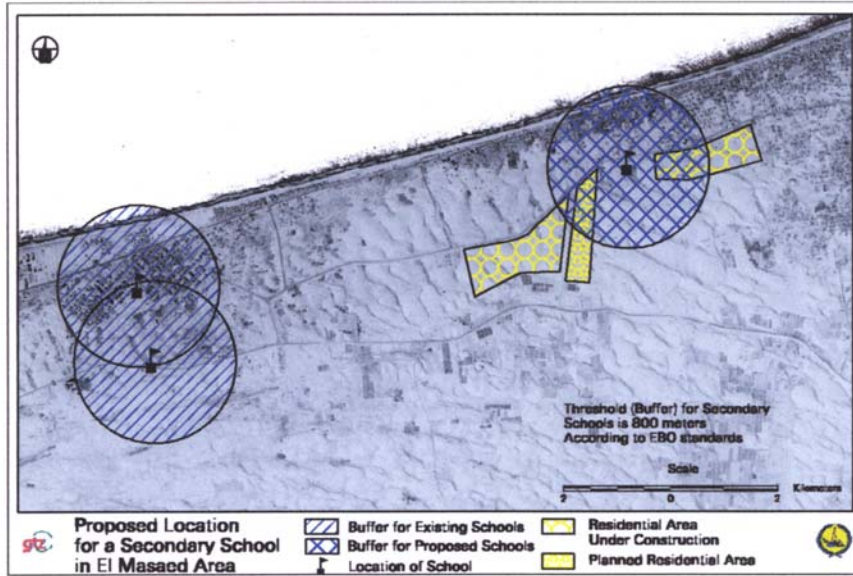 Threshold (Buffer) for Secondary
Schools is 800 meters
According to EBO standards
Scale
2 0 2 Kilometers
gtz
Proposed Location
for a Secondary School
in El Masaed Area
Buffer for Existing Schools
Buffer for Proposed Schools
Location of School
Residential Area
Under Construction
Planned Residential Area